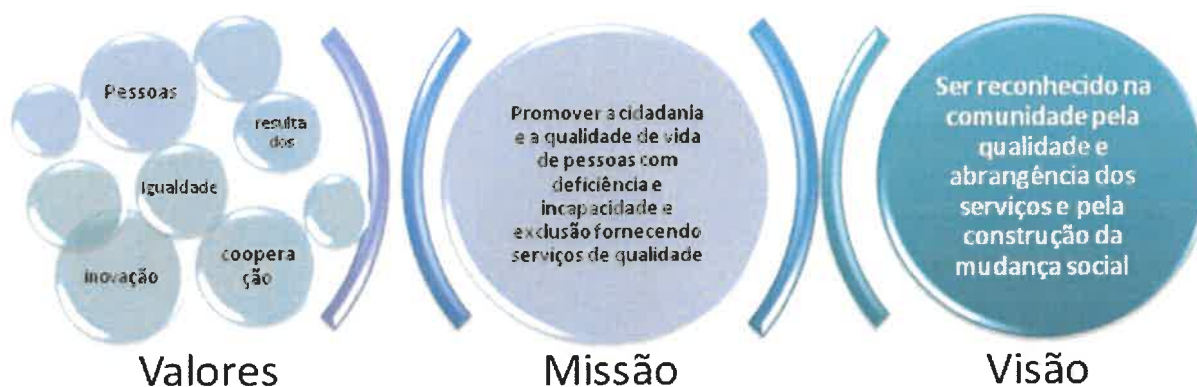 Pessoas
resulta
dos
Igualdade
inovação
coopera
ção
Valores
Promover a cidadania
e a qualidade de vida
de pessoas com
deficiência e
incapacidade e
exclusão fornecendo
serviços de qualidade
Missão
Ser reconhecido na
comunidade pela
qualidade e
abrangência dos
serviços e pela
construção da
mudança social
Visão